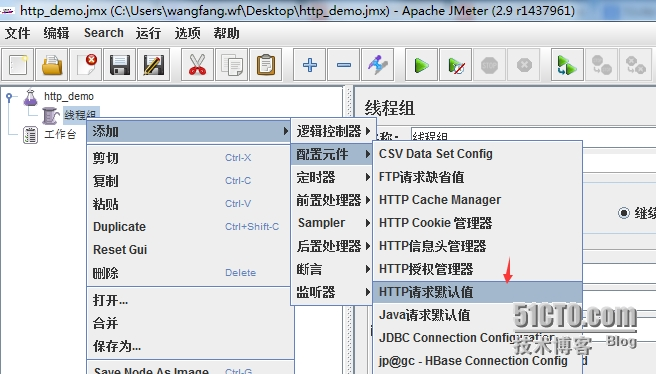 http_demo.jmx (C:\Users\wangfang.wf\Desktop\http_demo.jmx) - Apache JMeter (2.9 r1437961)
文件 编辑 Search 运行 选项 帮助
http_demo
线程组
工作台
添加
剪切 Ctrl-X
复制 Ctrl-C
粘贴 Ctrl-V
Duplicate Ctrl+Shift-C
Reset Gui
删除 Delete
打开...
合并
保存为...
Save Node As Image Ctrl-G
逻辑控制器
配置元件
定时器
前置处理器
Sampler
后置处理器
断言
监听器
CSV Data Set Config
FTP请求缺省值
HTTP Cache Manager
HTTP Cookie 管理器
HTTP信息头管理器
HTTP授权管理器
HTTP请求默认值
Java请求默认值
JDBC Connection Configuration
jp@gc - HBase Connection Config
线程组
称: 线程组
继续
51CTO.com
技术博客 Blog